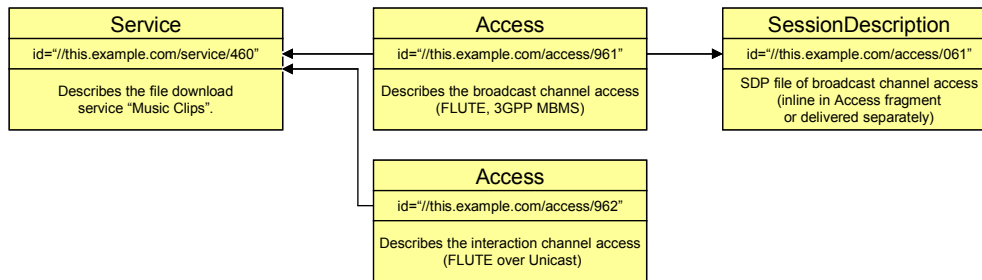 Service
id=“//this.example.com/service/460”
Describes the file download
service “Music Clips”.
Access
id=“//this.example.com/access/961”
Describes the broadcast channel access
(FLUTE, 3GPP MBMS)
SessionDescription
id=“//this.example.com/access/061”
SDP file of broadcast channel access
(inline in Access fragment
or delivered separately)
Access
id=“//this.example.com/access/962”
Describes the interaction channel access
(FLUTE over Unicast)